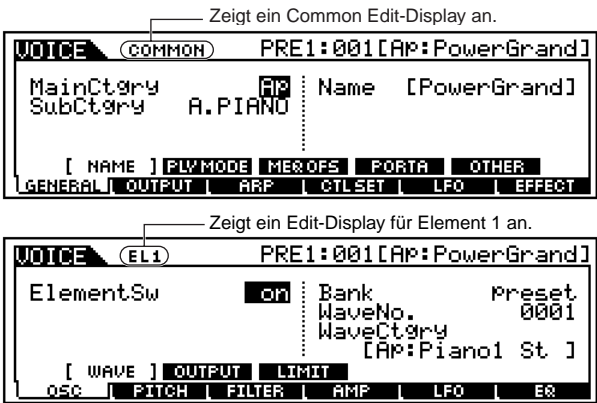 Zeigt ein Common Edit-Display an.
VOICE COMMON PRE1:001[Ap:PowerGrand]
MainCtgry Ap Name [PowerGrand]
SubCtgry A.PIANO
[ NAME ] PLY MODE MEQ OFS PORTA OTHER
GENERAL OUTPUT ARP CTL SET LFO EFFECT
Zeigt ein Edit-Display für Element 1 an.
VOICE EL1 PRE1:001[Ap:PowerGrand]
ElementSw on Bank preset
WaveNo. 0001
WaveCtgry
[Ap:Piano1 St ]
[ WAVE ] OUTPUT LIMIT
OSC PITCH FILTER AMP LFO EQ